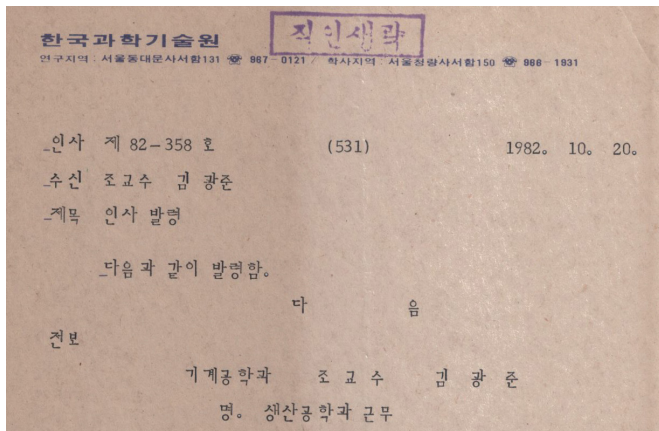 직인생략
한국과학기술원
연구지역 : 서울동대문사서함131 ☎ 967-0121 / 학사지역 : 서울청량사서함150 ☎ 966-1931
인사 제 82-358 호 (531) 1982. 10. 20.
수신 조교수 김 광준
제목 인사 발령
다음과 같이 발령함.
다 음
전보
기계공학과 조교수 김 광 준
명. 생산공학과 근무